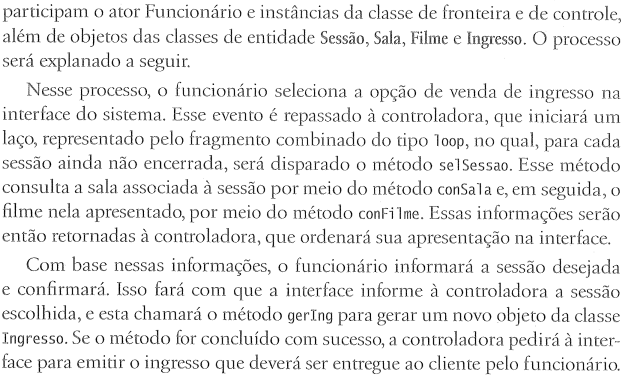 participam o ator Funcionário e instâncias da classe de fronteira e de controle,
além de objetos das classes de entidade Sessão, Sala, Filme e Ingresso. O processo
será explanado a seguir.
Nesse processo, o funcionário seleciona a opção de venda de ingresso na
interface do sistema. Esse evento é repassado à controladora, que iniciará um
laço, representado pelo fragmento combinado do tipo loop, no qual, para cada
sessão ainda não encerrada, será disparado o método selSessao. Esse método
consulta a sala associada à sessão por meio do método conSala e, em seguida, o
filme nela apresentado, por meio do método conFilme. Essas informações serão
então retornadas à controladora, que ordenará sua apresentação na interface.
Com base nessas informações, o funcionário informará a sessão desejada
e confirmará. Isso fará com que a interface informe à controladora a sessão
escolhida, e esta chamará o método gerIng para gerar um novo objeto da classe
Ingresso. Se o método for concluído com sucesso, a controladora pedirá à inter-
face para emitir o ingresso que deverá ser entregue ao cliente pelo funcionário.